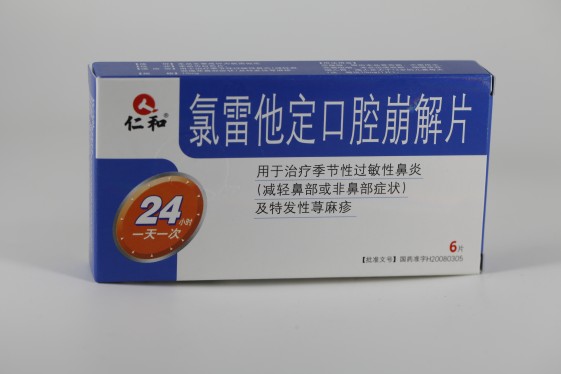 仁和®
氯雷他定口腔崩解片
用于治疗季节性过敏性鼻炎
(减轻鼻部或非鼻部症状)
及特发性荨麻疹
24小时
一天一次
6片
【批准文号】国药准字H20080305